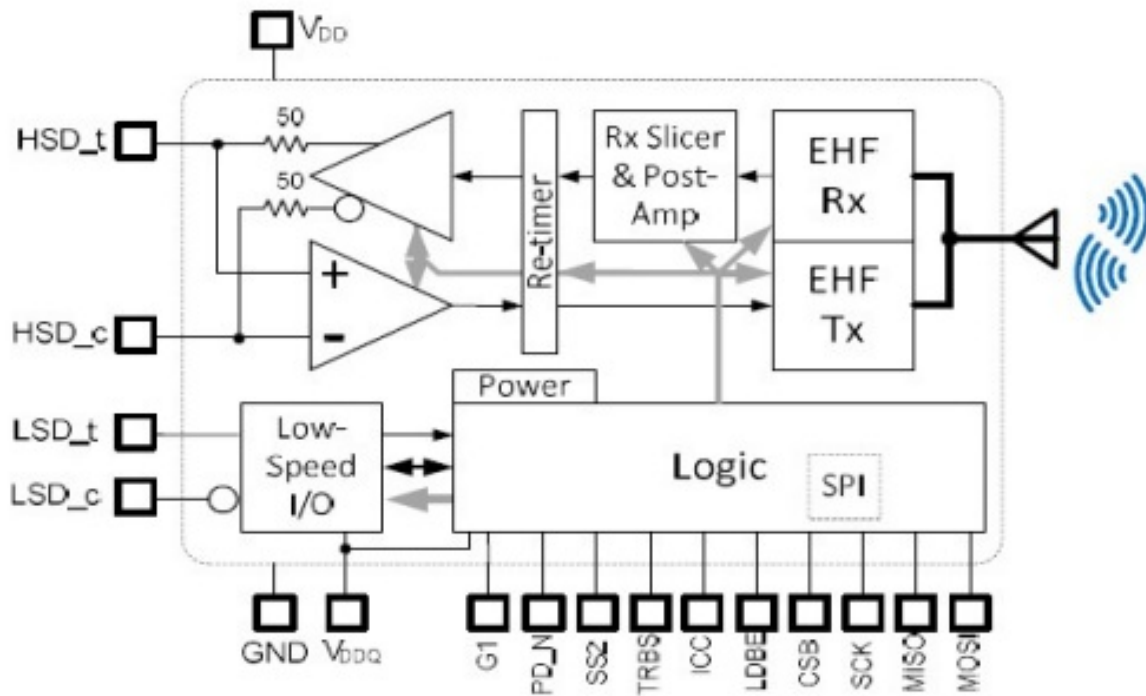 VDD
HSD_t
50
50
HSD_c
LSD_t
LSD_c
+
-
Re-timer
Rx Slicer
& Post-
Amp
EHF
Rx
EHF
Tx
Power
Low-
Speed
I/O
Logic
SPI
GND
VDDQ
G1
PD_N
SS2
TRBS
ICC
LDBE
CSB
SCK
MISO
MOSI